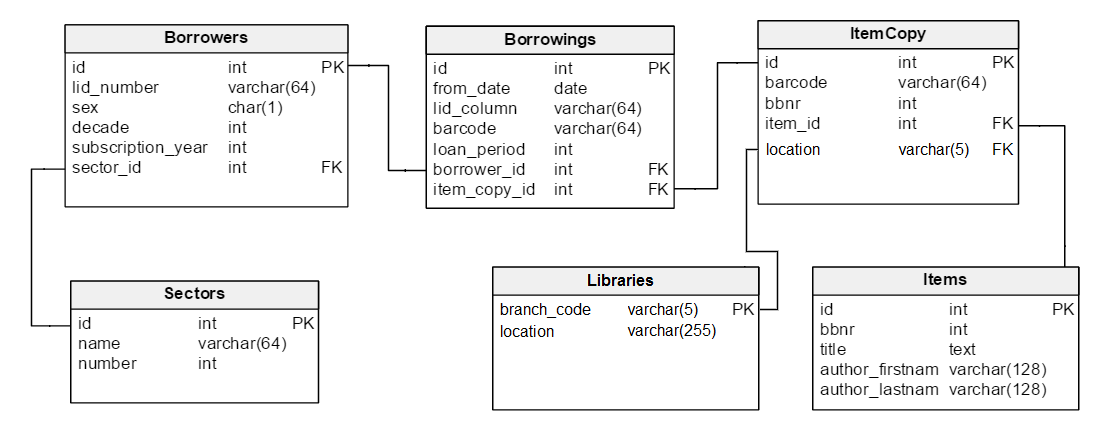 Borrowers
id int PK
lid_number varchar(64)
sex char(1)
decade int
subscription_year int
sector_id int FK
Borrowings
id int PK
from_date date
lid_column varchar(64)
barcode varchar(64)
loan_period int
borrower_id int FK
item_copy_id int FK
ItemCopy
id int PK
barcode varchar(64)
bbnr int
item_id int FK
location varchar(5) FK
Sectors
id int PK
name varchar(64)
number int
Libraries
branch_code varchar(5) PK
location varchar(255)
Items
id int PK
bbnr int
title text
author_firstnam varchar(128)
author_lastnam varchar(128)